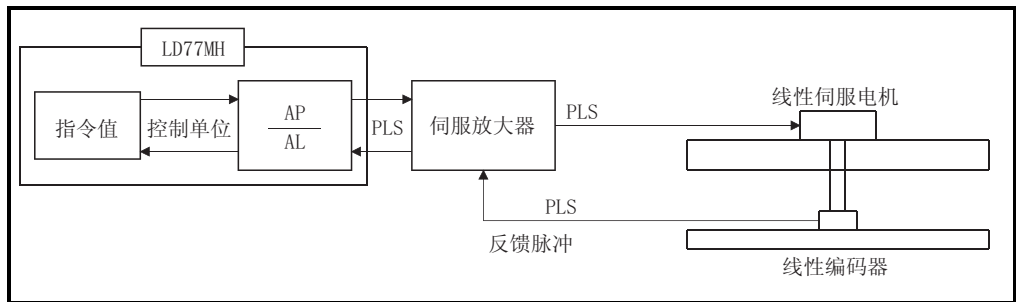 LD77MH
指令值
控制单位
AP
AL
PLS
伺服放大器
PLS
线性伺服电机
PLS
反馈脉冲
线性编码器